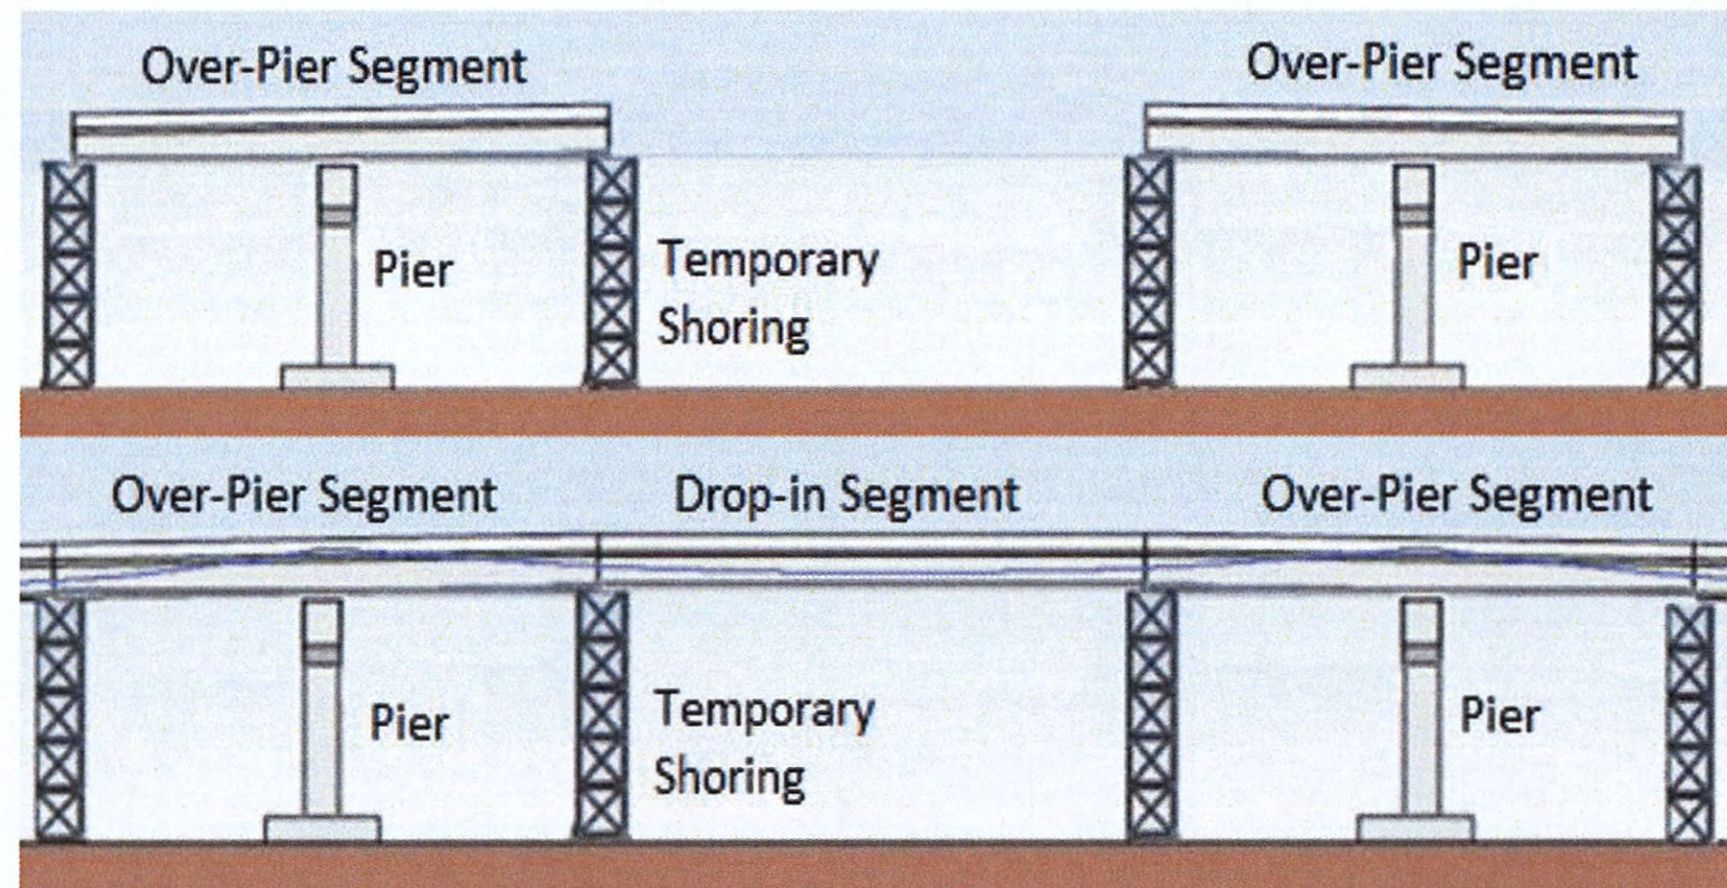 Over-Pier Segment
Over-Pier Segment
Pier
Temporary
Shoring
Pier
Over-Pier Segment
Drop-in Segment
Over-Pier Segment
Pier
Temporary
Shoring
Pier